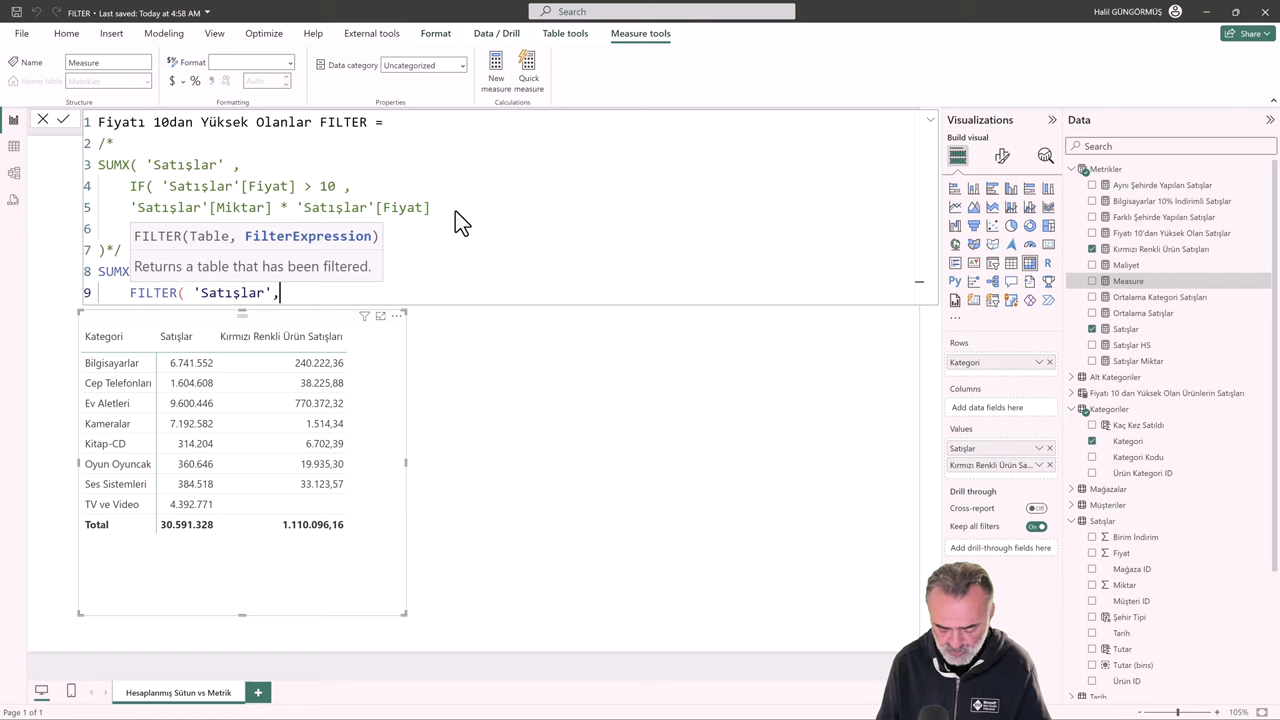 FILTER • Last saved: Today at 4:58 AM
Search
Halil GÜNGÖRMÜŞ
File Home Insert Modeling View Optimize Help External tools Format Data / Drill Table tools Measure tools
Share
Name Measure
Home table Metrikler
Structure
Format
$ % Auto
Formatting
Data category Uncategorized
Properties
New measure
Quick measure
Calculations
1 Fiyatı 10dan Yüksek Olanlar FILTER =
2 /*
3 SUMX( 'Satışlar' ,
4 IF( 'Satışlar'[Fiyat] > 10 ,
5 'Satışlar'[Miktar] * 'Satışlar'[Fiyat]
6
7 )*/
8 SUMX
9 FILTER( 'Satışlar',
FILTER(Table, FilterExpression)
Returns a table that has been filtered.
Kategori Satışlar Kırmızı Renkli Ürün Satışları
Bilgisayarlar 6.741.552 240.222,36
Cep Telefonları 1.604.608 38.225,88
Ev Aletleri 9.600.446 770.372,32
Kameralar 7.192.582 1.514,34
Kitap-CD 314.204 6.702,39
Oyun Oyuncak 360.646 19.935,30
Ses Sistemleri 384.518 33.123,57
TV ve Video 4.392.771
Total 30.591.328 1.110.096,16
Visualizations
Build visual
Rows
Kategori
Columns
Add data fields here
Values
Satışlar
Kırmızı Renkli Ürün Sa...
Drill through
Cross-report Off
Keep all filters On
Add drill-through fields here
Data
Search
Metrikler
Aynı Şehirde Yapılan Satışlar
Bilgisayarlar 10% İndirimli Satışlar
Farklı Şehirde Yapılan Satışlar
Fiyatı 10'dan Yüksek Olan Satışlar
Kırmızı Renkli Ürün Satışları
Maliyet
Measure
Ortalama Kategori Satışları
Ortalama Satışlar
Satışlar
Satışlar HS
Satışlar Miktar
Alt Kategoriler
Fiyatı 10 dan Yüksek Olan Ürünlerin Satışları
Kategoriler
Kaç Kez Satıldı
Kategori
Kategori Kodu
Ürün Kategori ID
Mağazalar
Müşteriler
Satışlar
Birim İndirim
Fiyat
Mağaza ID
Miktar
Müşteri ID
Şehir Tipi
Tarih
Tutar
Tutar (bins)
Ürün ID
Tarih
Hesaplanmış Sütun vs Metrik
Page 1 of 1
105%